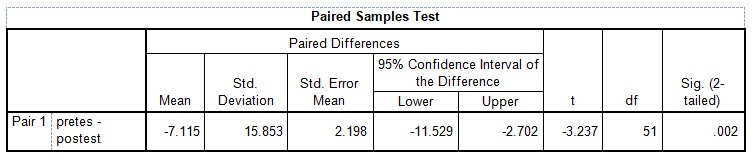 Paired Samples Test
Paired Differences
95% Confidence Interval of
the Difference
Mean Std. Deviation Std. Error Mean Lower Upper t df Sig. (2-tailed)
Pair 1 pretes - postest -7.115 15.853 2.198 -11.529 -2.702 -3.237 51 .002